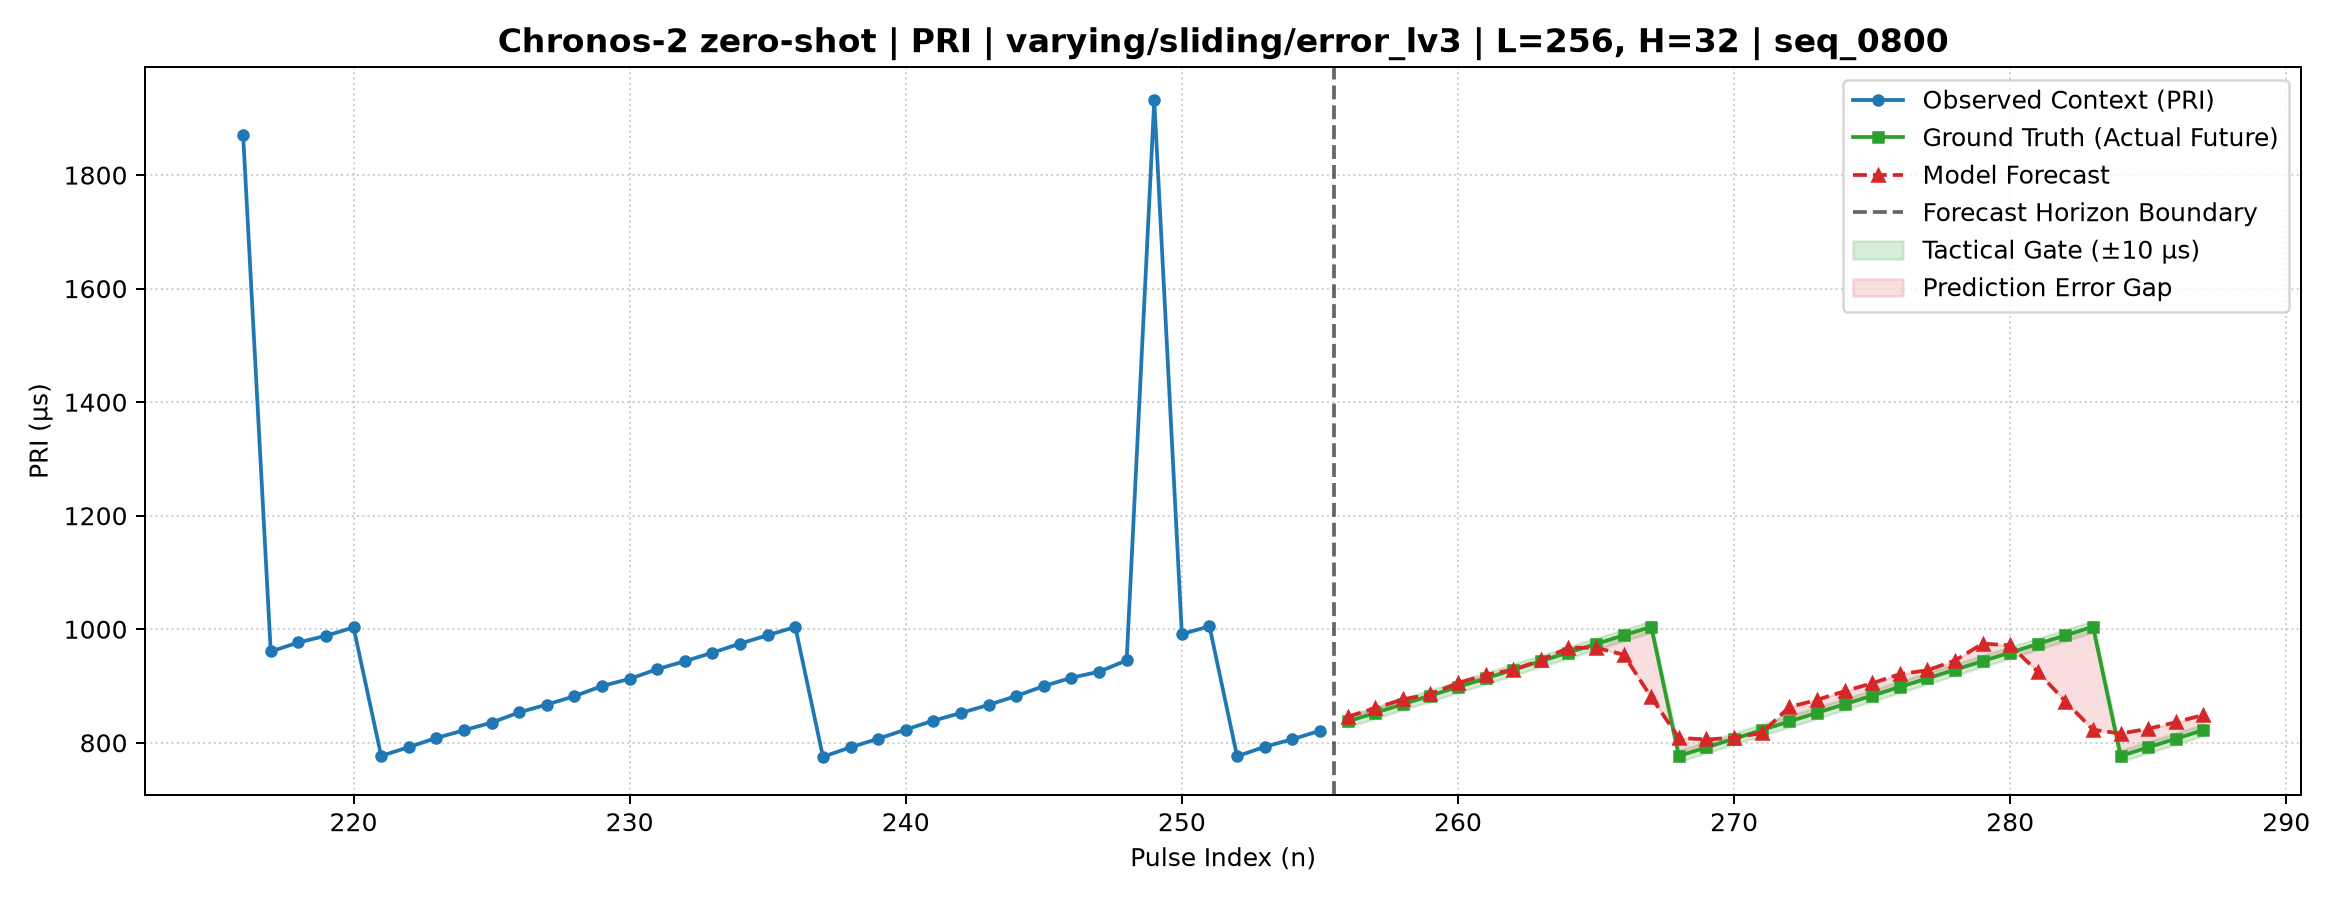 Chronos-2 zero-shot | PRI | varying/sliding/error_lv3 | L=256, H=32 | seq_0800
Observed Context (PRI)
Ground Truth (Actual Future)
Model Forecast
Forecast Horizon Boundary
Tactical Gate (±10 μs)
Prediction Error Gap
PRI (μs)
1800
1600
1400
1200
1000
800
220 230 240 250 260 270 280 290
Pulse Index (n)